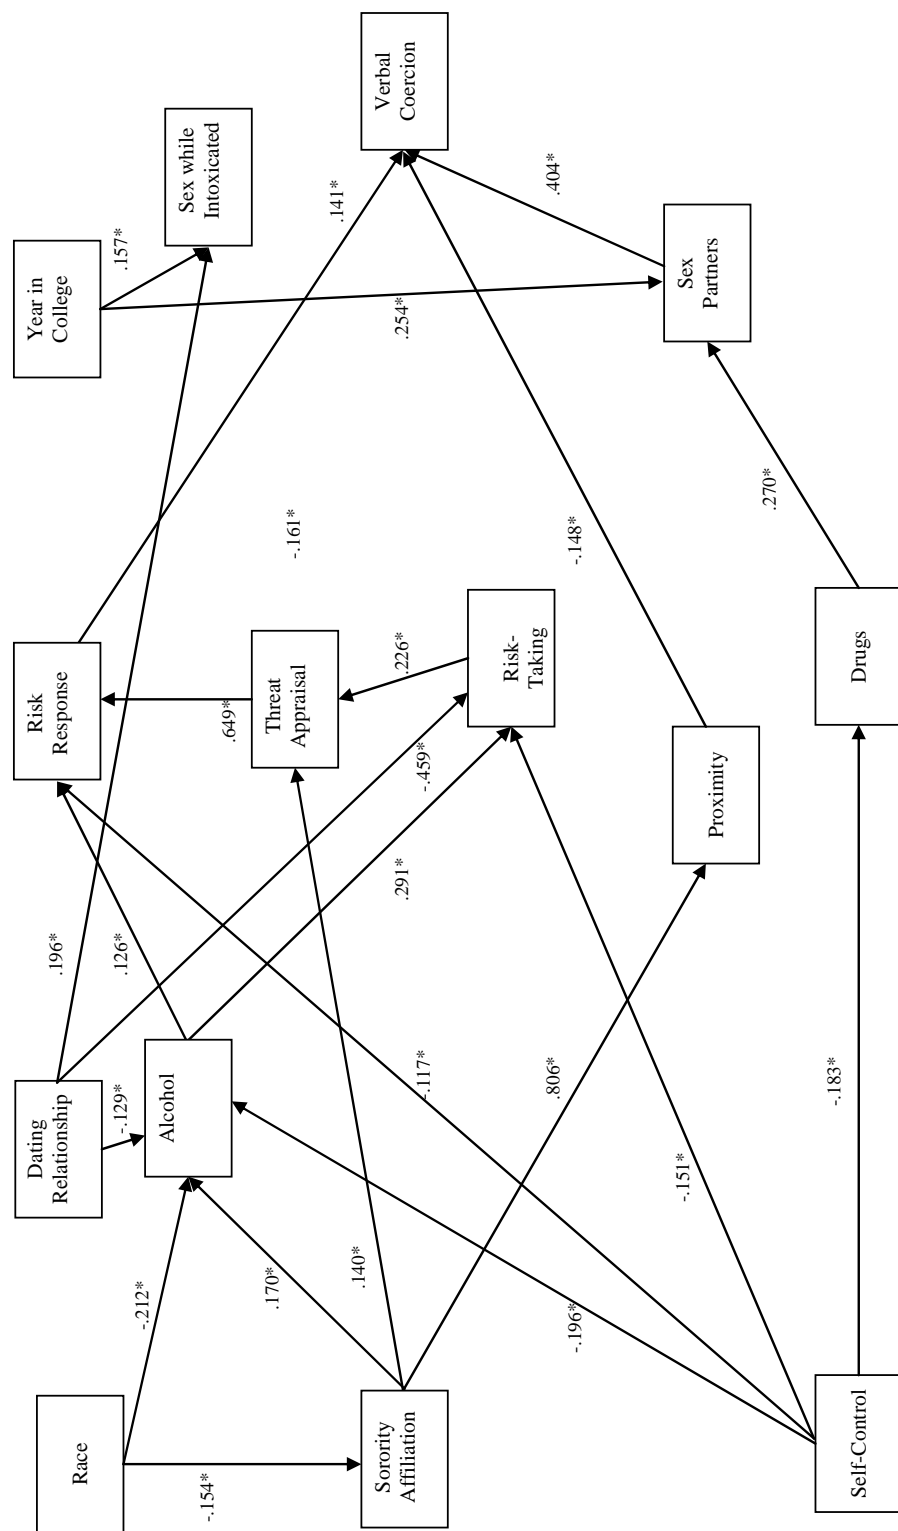 Race
-.154*
-.212*
Sorority
Affiliation
.170*
.140*
Self-Control
-.196*
-.151*
-.117*
-.183*
.806*
Dating
Relationship
-.129*
Alcohol
.196*
.126*
.291*
-.459*
Risk
Response
.649*
Threat
Appraisal
.226*
Risk-
Taking
Proximity
Drugs
-.161*
-.148*
.270*
Year in
College
.157*
.254*
Sex while
Intoxicated
.141*
Sex
Partners
.404*
Verbal
Coercion